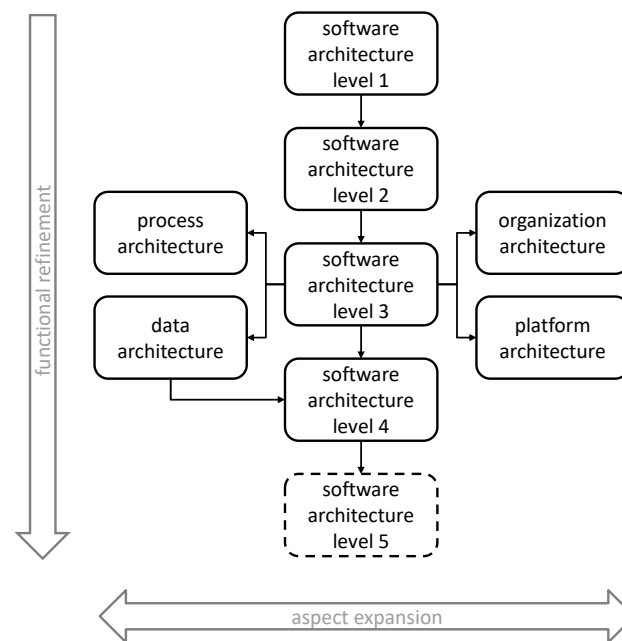 software
architecture
level 1
software
architecture
level 2
process
architecture
organization
architecture
software
architecture
level 3
data
architecture
platform
architecture
software
architecture
level 4
software
architecture
level 5
functional refinement
aspect expansion